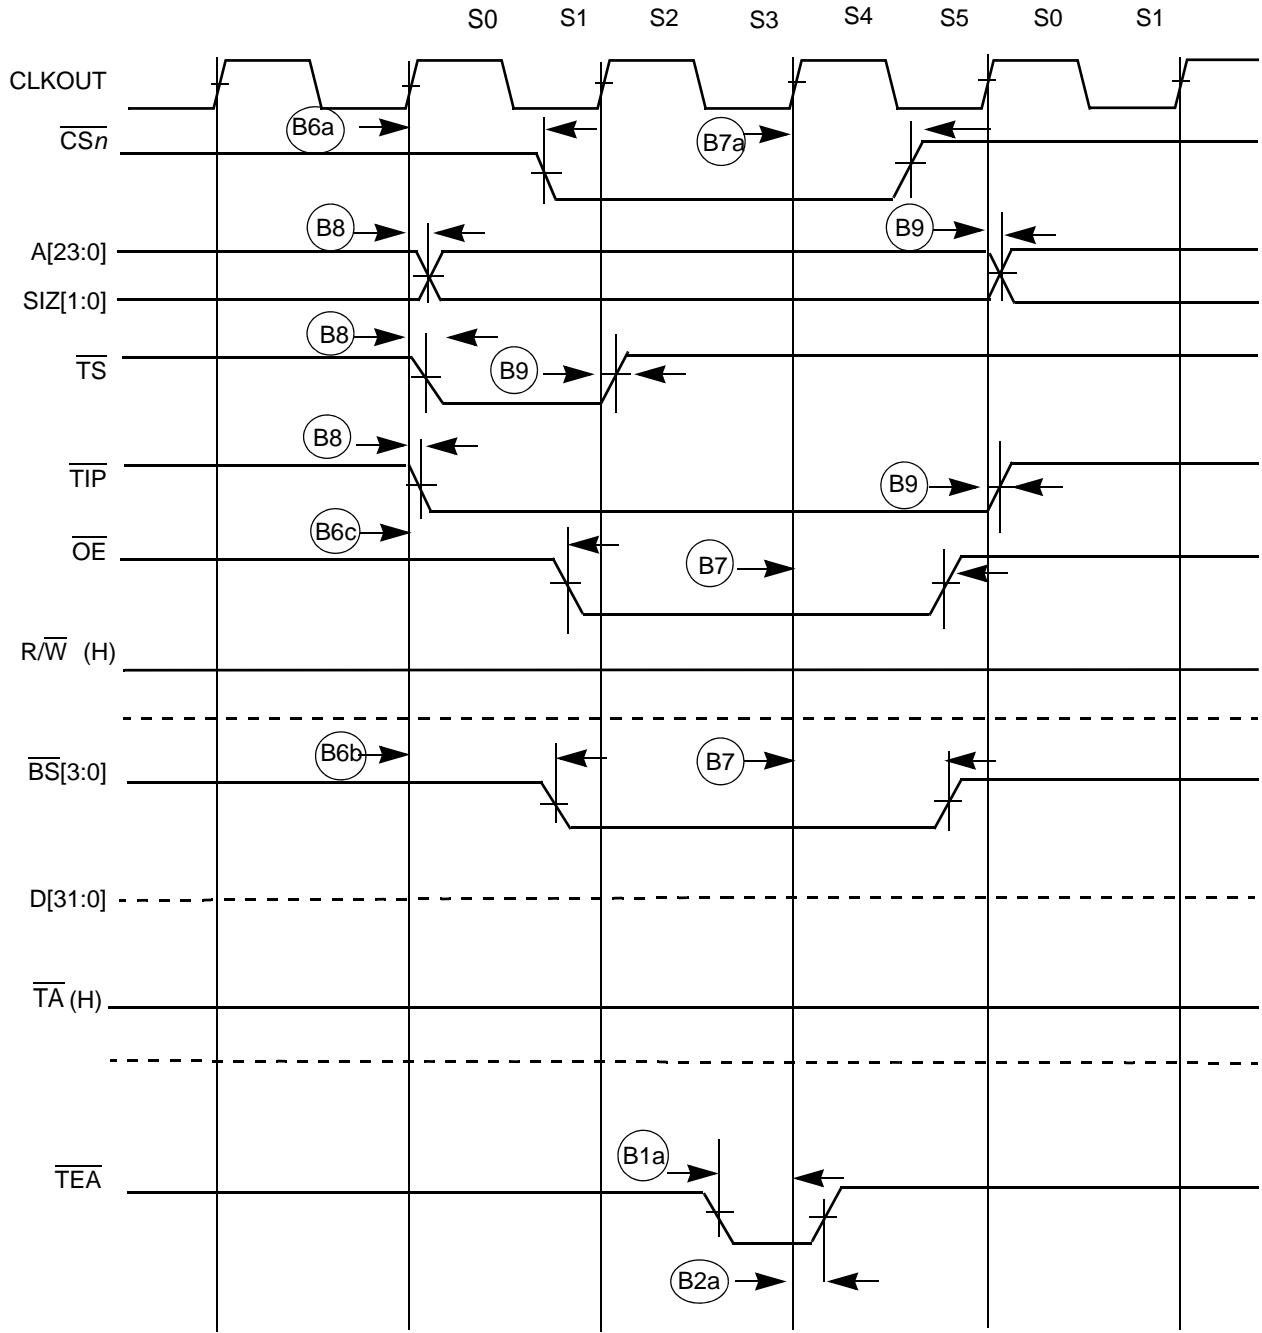 S0 S1 S2 S3 S4 S5 S0 S1
CLKOUT
B6a B7a
CSn
B8 B9
A[23:0]
SIZ[1:0]
B8 B9
TS
B8 B9
TIP
B6c B7
OE
R/W (H)
B6b B7
BS[3:0]
D[31:0]
TA (H)
B1a
TEA
B2a